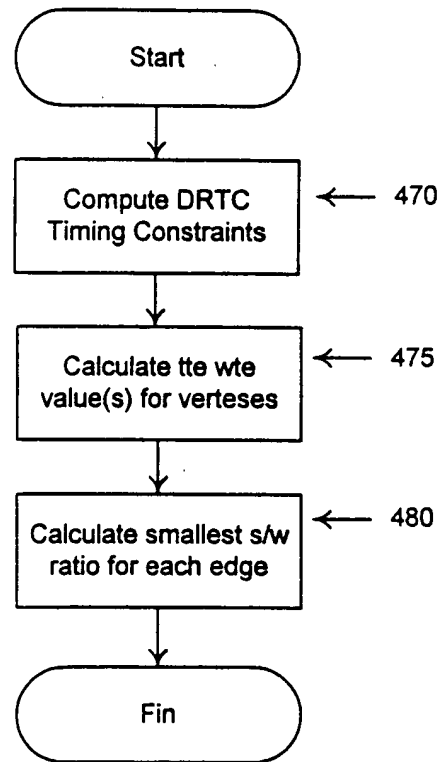 Start
Compute DRTC
Timing Constraints
470
Calculate tte wte
value(s) for verteses
475
Calculate smallest s/w
ratio for each edge
480
Fin